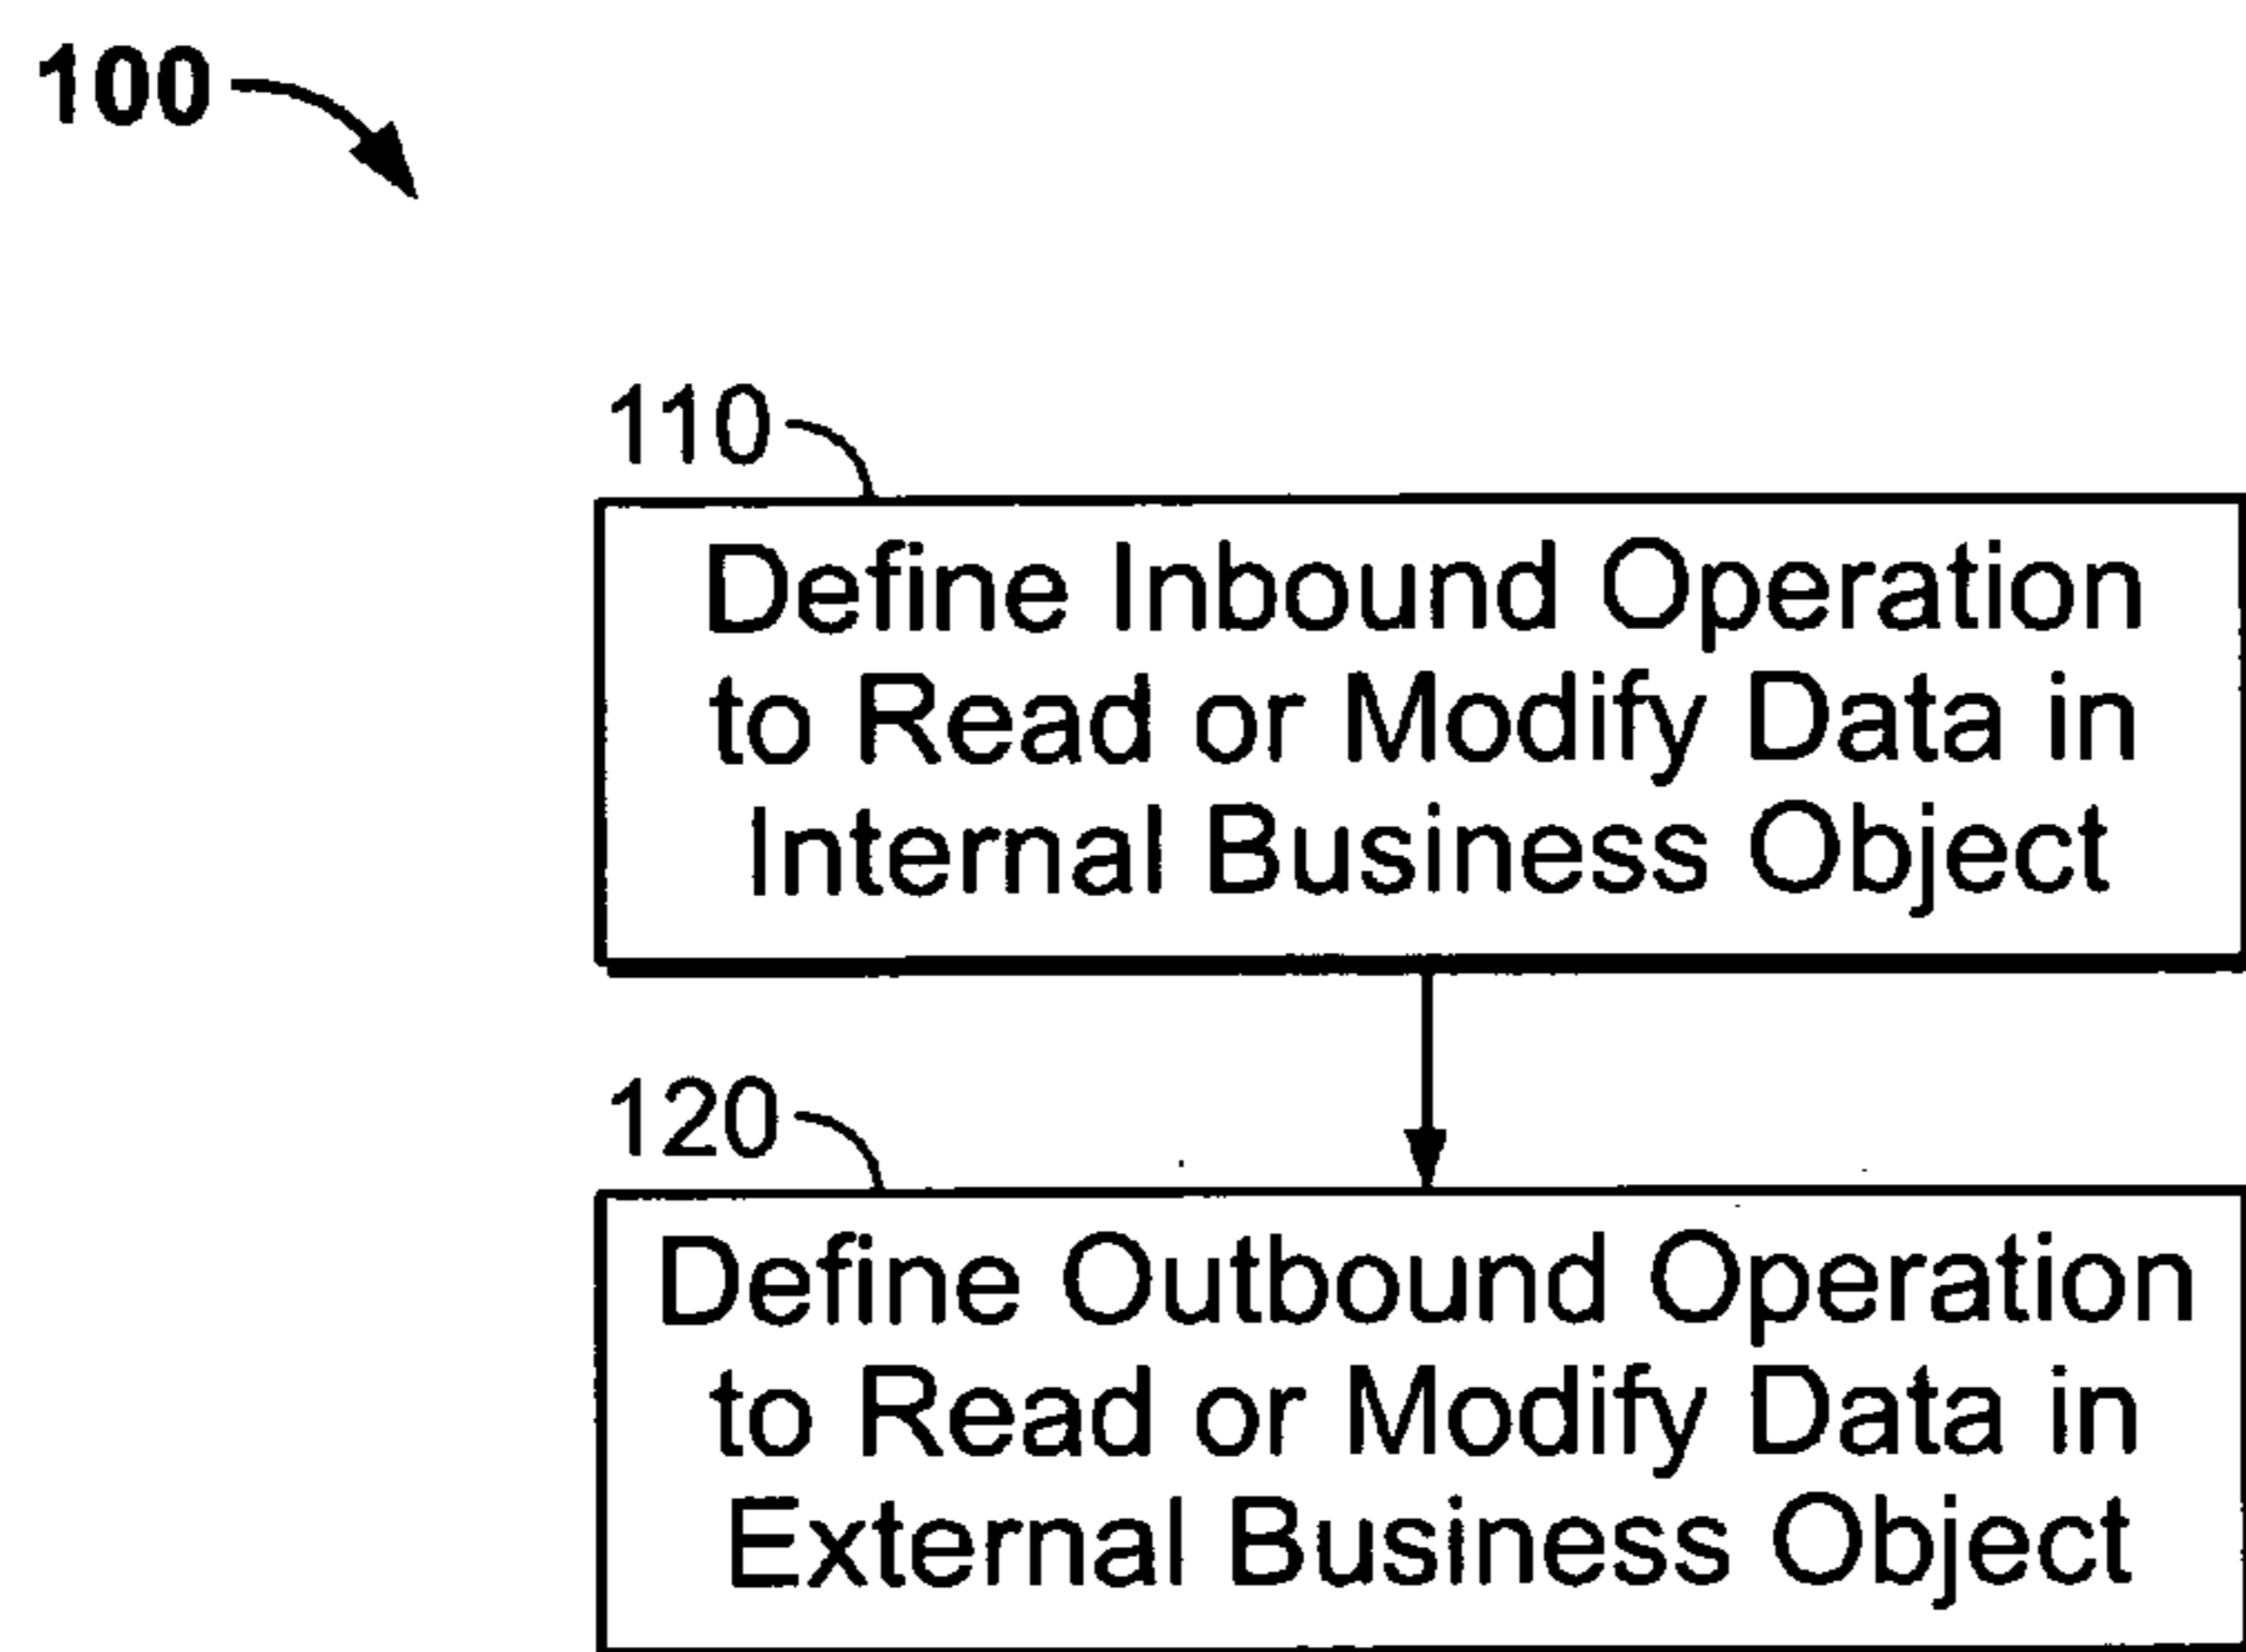 100
110
Define Inbound Operation
to Read or Modify Data in
Internal Business Object
120
Define Outbound Operation
to Read or Modify Data in
External Business Object